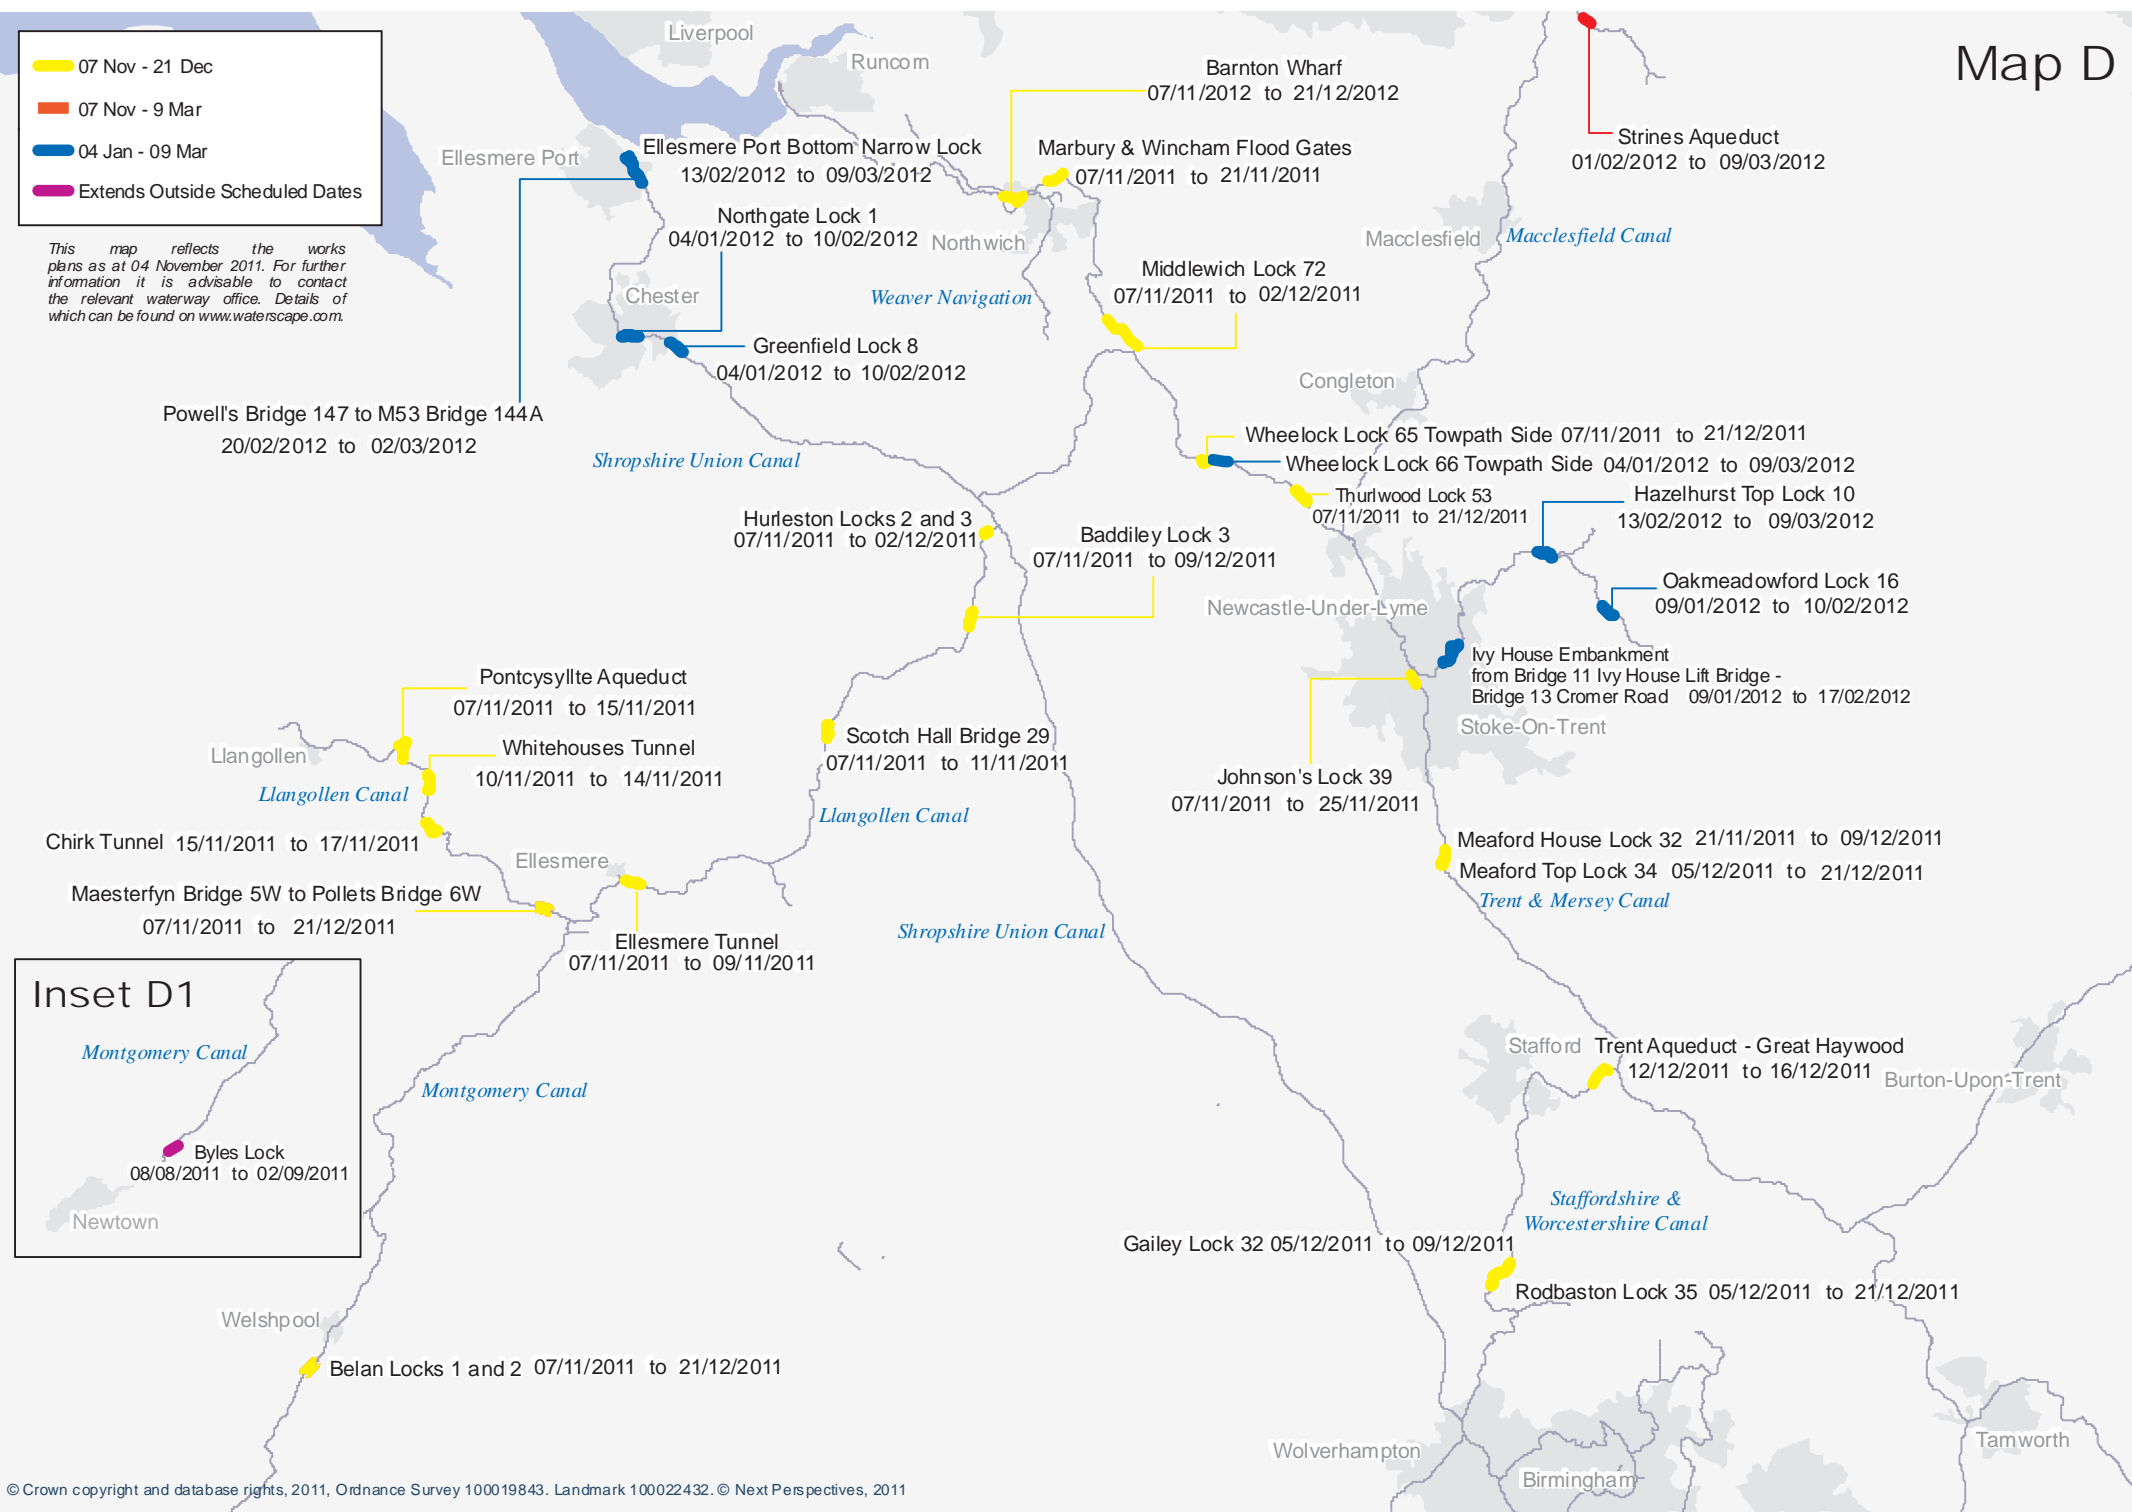 Map D
07 Nov - 21 Dec
07 Nov - 9 Mar
04 Jan - 09 Mar
Extends Outside Scheduled Dates
This map reflects the works
plans as at 04 November 2011. For further
information it is advisable to contact
the relevant waterway office. Details of
which can be found on www.waterscape.com.
Liverpool
Runcorn
Barnton Wharf
07/11/2012 to 21/12/2012
Strines Aqueduct
01/02/2012 to 09/03/2012
Ellesmere Port
Ellesmere Port Bottom Narrow Lock
13/02/2012 to 09/03/2012
Marbury & Wincham Flood Gates
07/11/2011 to 21/11/2011
Northgate Lock 1
04/01/2012 to 10/02/2012
Northwich
Macclesfield
Macclesfield Canal
Chester
Weaver Navigation
Middlewich Lock 72
07/11/2011 to 02/12/2011
Greenfield Lock 8
04/01/2012 to 10/02/2012
Congleton
Powell's Bridge 147 to M53 Bridge 144A
20/02/2012 to 02/03/2012
Shropshire Union Canal
Wheelock Lock 65 Towpath Side 07/11/2011 to 21/12/2011
Wheelock Lock 66 Towpath Side 04/01/2012 to 09/03/2012
Thurlwood Lock 53
07/11/2011 to 21/12/2011
Hazelhurst Top Lock 10
13/02/2012 to 09/03/2012
Hurleston Locks 2 and 3
07/11/2011 to 02/12/2011
Baddiley Lock 3
07/11/2011 to 09/12/2011
Oakmeadowford Lock 16
09/01/2012 to 10/02/2012
Newcastle-Under-Lyme
Ivy House Embankment
from Bridge 11 Ivy House Lift Bridge -
Bridge 13 Cromer Road 09/01/2012 to 17/02/2012
Stoke-On-Trent
Pontcysyllte Aqueduct
07/11/2011 to 15/11/2011
Llangollen
Whitehouses Tunnel
10/11/2011 to 14/11/2011
Llangollen Canal
Scotch Hall Bridge 29
07/11/2011 to 11/11/2011
Llangollen Canal
Johnson's Lock 39
07/11/2011 to 25/11/2011
Chirk Tunnel 15/11/2011 to 17/11/2011
Ellesmere
Meaford House Lock 32 21/11/2011 to 09/12/2011
Meaford Top Lock 34 05/12/2011 to 21/12/2011
Trent & Mersey Canal
Maesterfyn Bridge 5W to Pollets Bridge 6W
07/11/2011 to 21/12/2011
Ellesmere Tunnel
07/11/2011 to 09/11/2011
Shropshire Union Canal
Inset D1
Montgomery Canal
Byles Lock
08/08/2011 to 02/09/2011
Newtown
Montgomery Canal
Stafford
Trent Aqueduct - Great Haywood
12/12/2011 to 16/12/2011
Burton-Upon-Trent
Staffordshire &
Worcestershire Canal
Gailey Lock 32 05/12/2011 to 09/12/2011
Rodbaston Lock 35 05/12/2011 to 21/12/2011
Welshpool
Belan Locks 1 and 2 07/11/2011 to 21/12/2011
Wolverhampton
Birmingham
Tamworth
© Crown copyright and database rights, 2011, Ordnance Survey 100019843. Landmark 100022432. © Next Perspectives, 2011